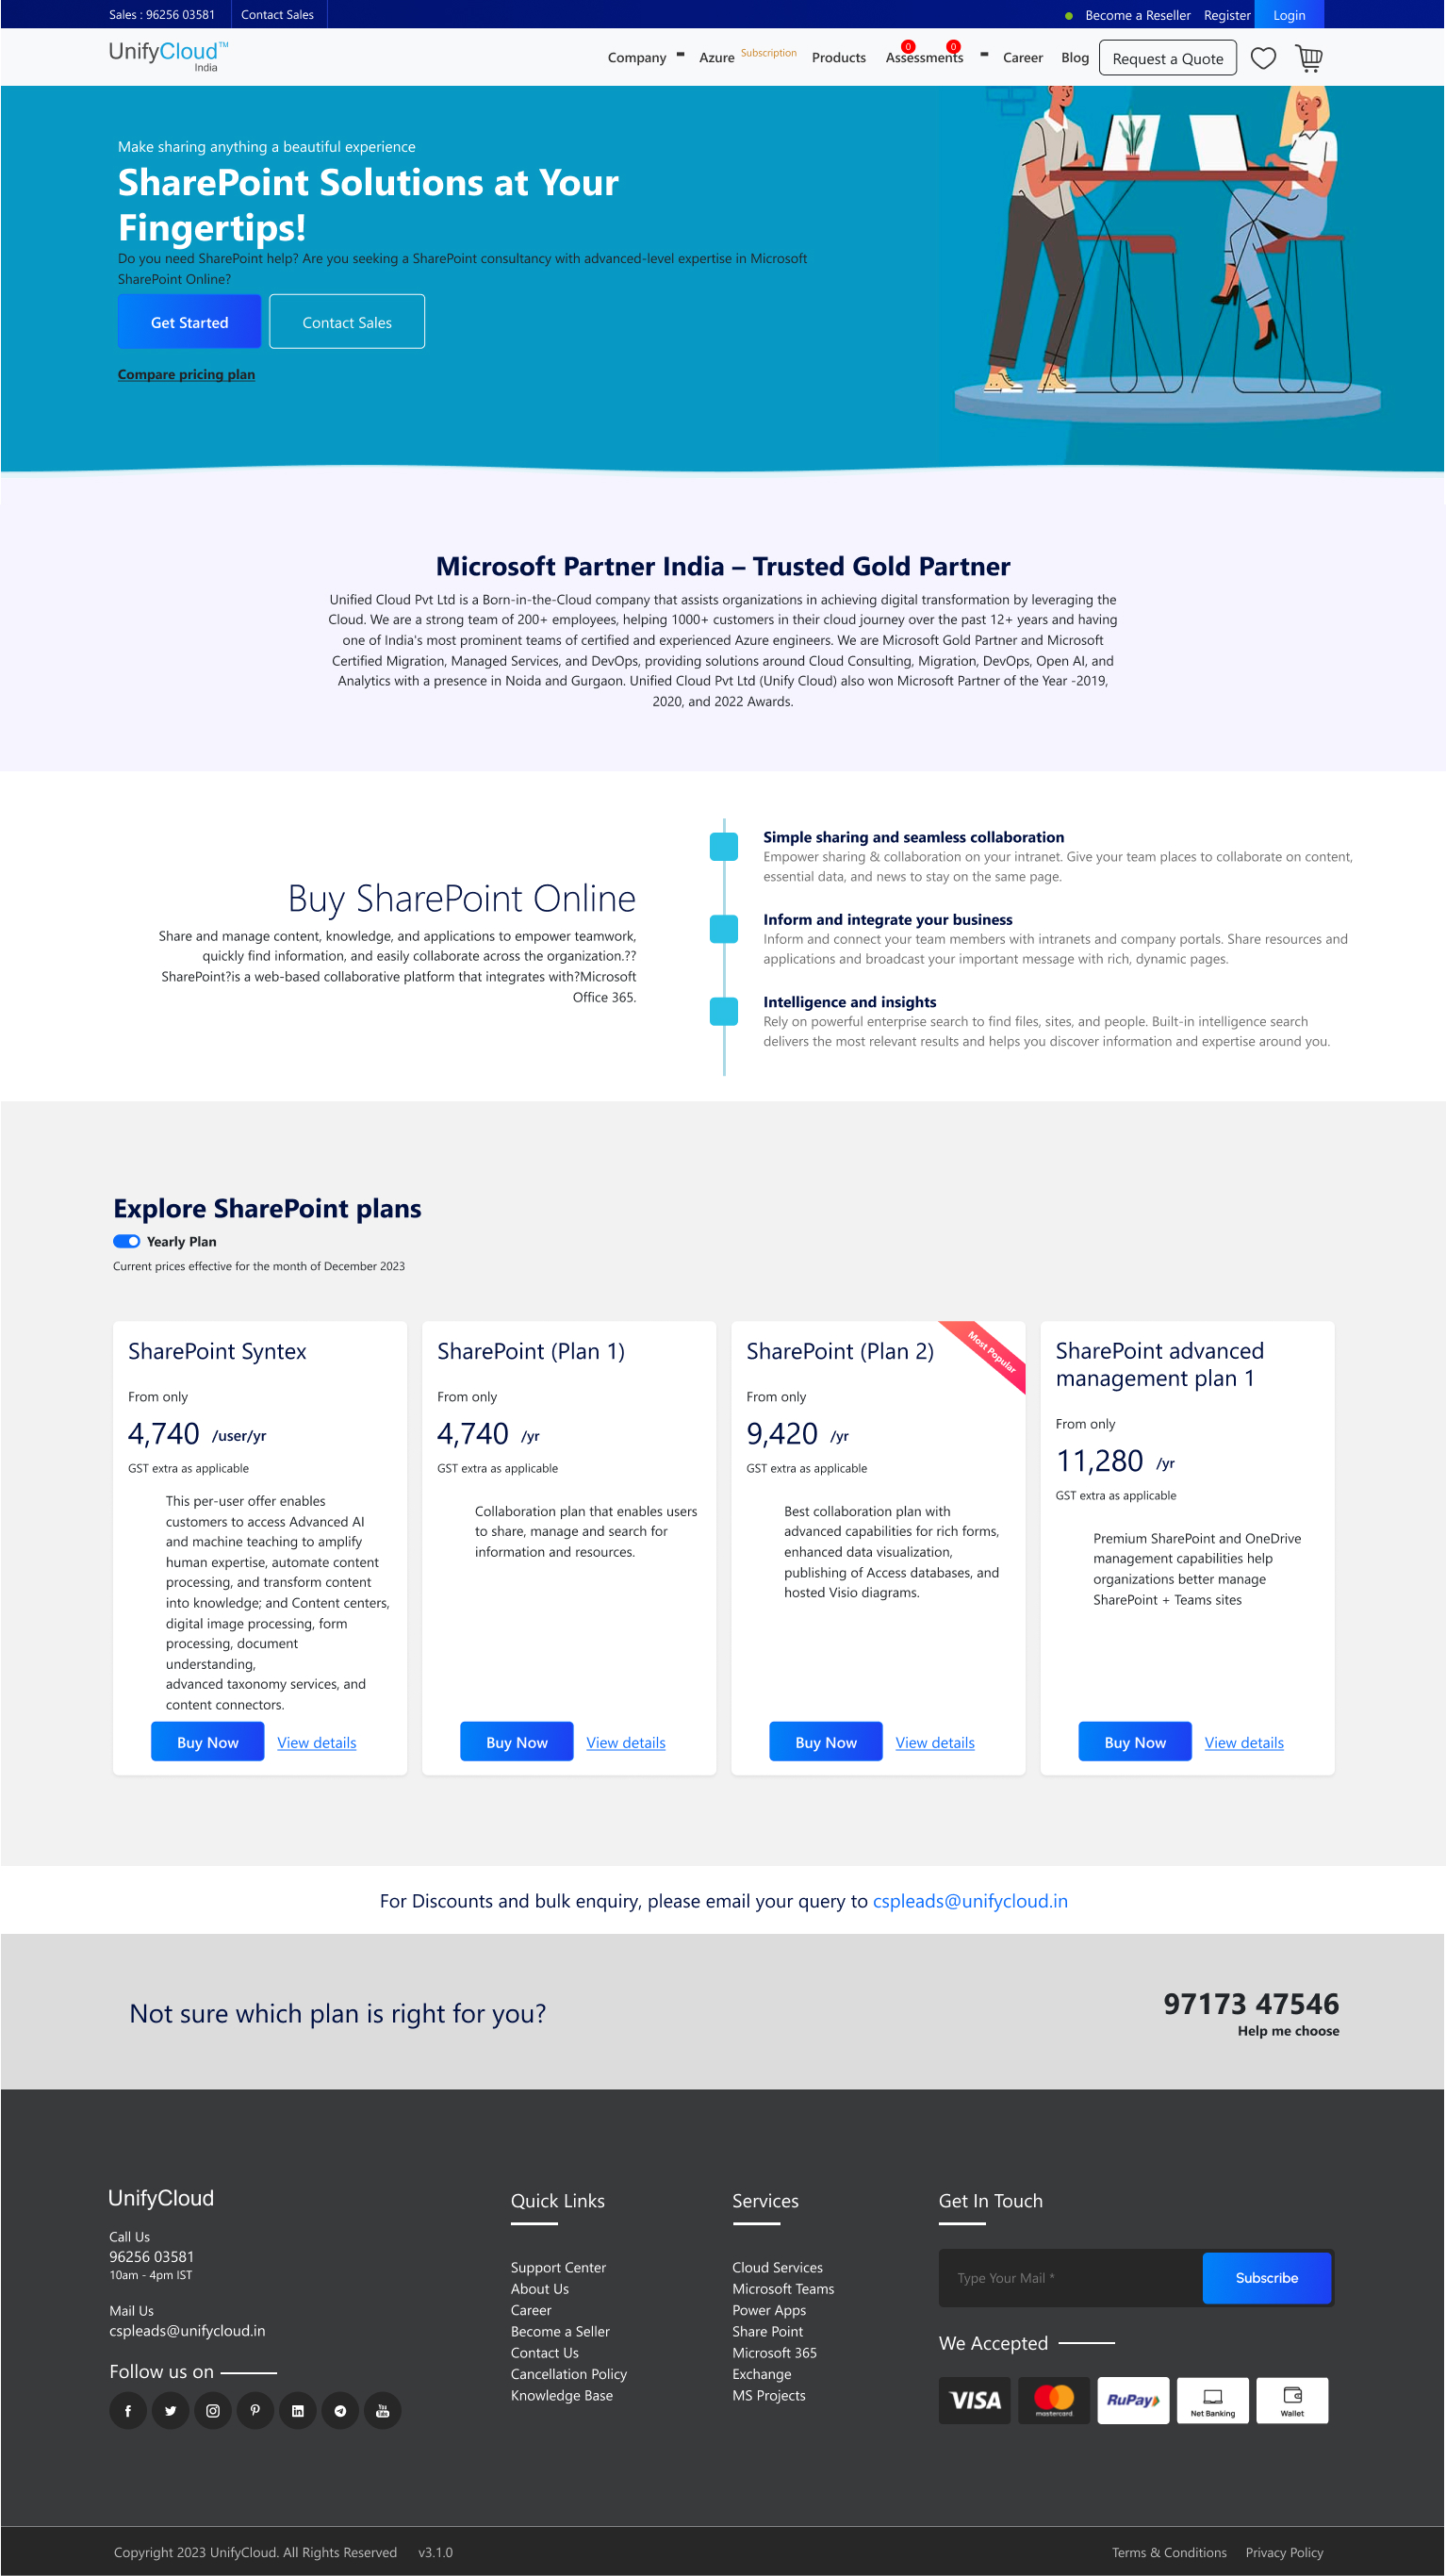 Sales : 96256 03581
Contact Sales
Become a Reseller
Register
Login
UnifyCloud™
India
Company
Azure
Subscription
Products
Assessments
0
0
Career
Blog
Request a Quote
Make sharing anything a beautiful experience
SharePoint Solutions at Your
Fingertips!
Do you need SharePoint help? Are you seeking a SharePoint consultancy with advanced-level expertise in Microsoft
SharePoint Online?
Get Started
Contact Sales
Compare pricing plan
Microsoft Partner India – Trusted Gold Partner
Unified Cloud Pvt Ltd is a Born-in-the-Cloud company that assists organizations in achieving digital transformation by leveraging the
Cloud. We are a strong team of 200+ employees, helping 1000+ customers in their cloud journey over the past 12+ years and having
one of India's most prominent teams of certified and experienced Azure engineers. We are Microsoft Gold Partner and Microsoft
Certified Migration, Managed Services, and DevOps, providing solutions around Cloud Consulting, Migration, DevOps, Open AI, and
Analytics with a presence in Noida and Gurgaon. Unified Cloud Pvt Ltd (Unify Cloud) also won Microsoft Partner of the Year -2019,
2020, and 2022 Awards.
Buy SharePoint Online
Share and manage content, knowledge, and applications to empower teamwork,
quickly find information, and easily collaborate across the organization.??
SharePoint?is a web-based collaborative platform that integrates with?Microsoft
Office 365.
Simple sharing and seamless collaboration
Empower sharing & collaboration on your intranet. Give your team places to collaborate on content,
essential data, and news to stay on the same page.
Inform and integrate your business
Inform and connect your team members with intranets and company portals. Share resources and
applications and broadcast your important message with rich, dynamic pages.
Intelligence and insights
Rely on powerful enterprise search to find files, sites, and people. Built-in intelligence search
delivers the most relevant results and helps you discover information and expertise around you.
Explore SharePoint plans
Yearly Plan
Current prices effective for the month of December 2023
SharePoint Syntex
From only
4,740 /user/yr
GST extra as applicable
This per-user offer enables
customers to access Advanced AI
and machine teaching to amplify
human expertise, automate content
processing, and transform content
into knowledge; and Content centers,
digital image processing, form
processing, document
understanding,
advanced taxonomy services, and
content connectors.
Buy Now
View details
SharePoint (Plan 1)
From only
4,740 /yr
GST extra as applicable
Collaboration plan that enables users
to share, manage and search for
information and resources.
Buy Now
View details
SharePoint (Plan 2)
Most Popular
From only
9,420 /yr
GST extra as applicable
Best collaboration plan with
advanced capabilities for rich forms,
enhanced data visualization,
publishing of Access databases, and
hosted Visio diagrams.
Buy Now
View details
SharePoint advanced
management plan 1
From only
11,280 /yr
GST extra as applicable
Premium SharePoint and OneDrive
management capabilities help
organizations better manage
SharePoint + Teams sites
Buy Now
View details
For Discounts and bulk enquiry, please email your query to cspleads@unifycloud.in
Not sure which plan is right for you?
97173 47546
Help me choose
UnifyCloud
Call Us
96256 03581
10am - 4pm IST
Mail Us
cspleads@unifycloud.in
Follow us on
You
Tube
Quick Links
Support Center
About Us
Career
Become a Seller
Contact Us
Cancellation Policy
Knowledge Base
Services
Cloud Services
Microsoft Teams
Power Apps
Share Point
Microsoft 365
Exchange
MS Projects
Get In Touch
Type Your Mail *
Subscribe
We Accepted
VISA
mastercard
RuPay
Net Banking
Wallet
Copyright 2023 UnifyCloud. All Rights Reserved
v3.1.0
Terms & Conditions
Privacy Policy